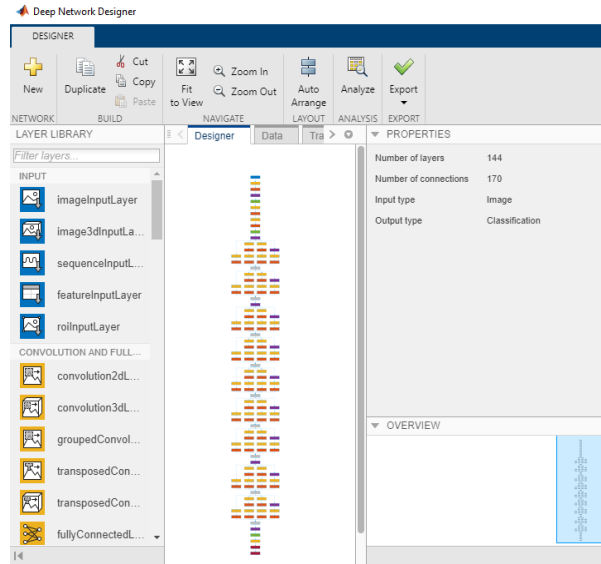 Deep Network Designer
DESIGNER
New
Duplicate
Cut
Copy
Paste
Fit
to View
Zoom In
Zoom Out
Auto
Arrange
Analyze
Export
NETWORK
BUILD
NAVIGATE
LAYOUT
ANALYSIS
EXPORT
LAYER LIBRARY
Designer
Data
Tra
PROPERTIES
Filter layers...
Number of layers 144
Number of connections 170
Input type Image
Output type Classification
INPUT
imageInputLayer
image3dInputLa...
sequenceInputL...
featureInputLayer
roiInputLayer
CONVOLUTION AND FULL...
convolution2dL...
convolution3dL...
groupedConvol...
transposedCon...
transposedCon...
fullyConnectedL...
OVERVIEW